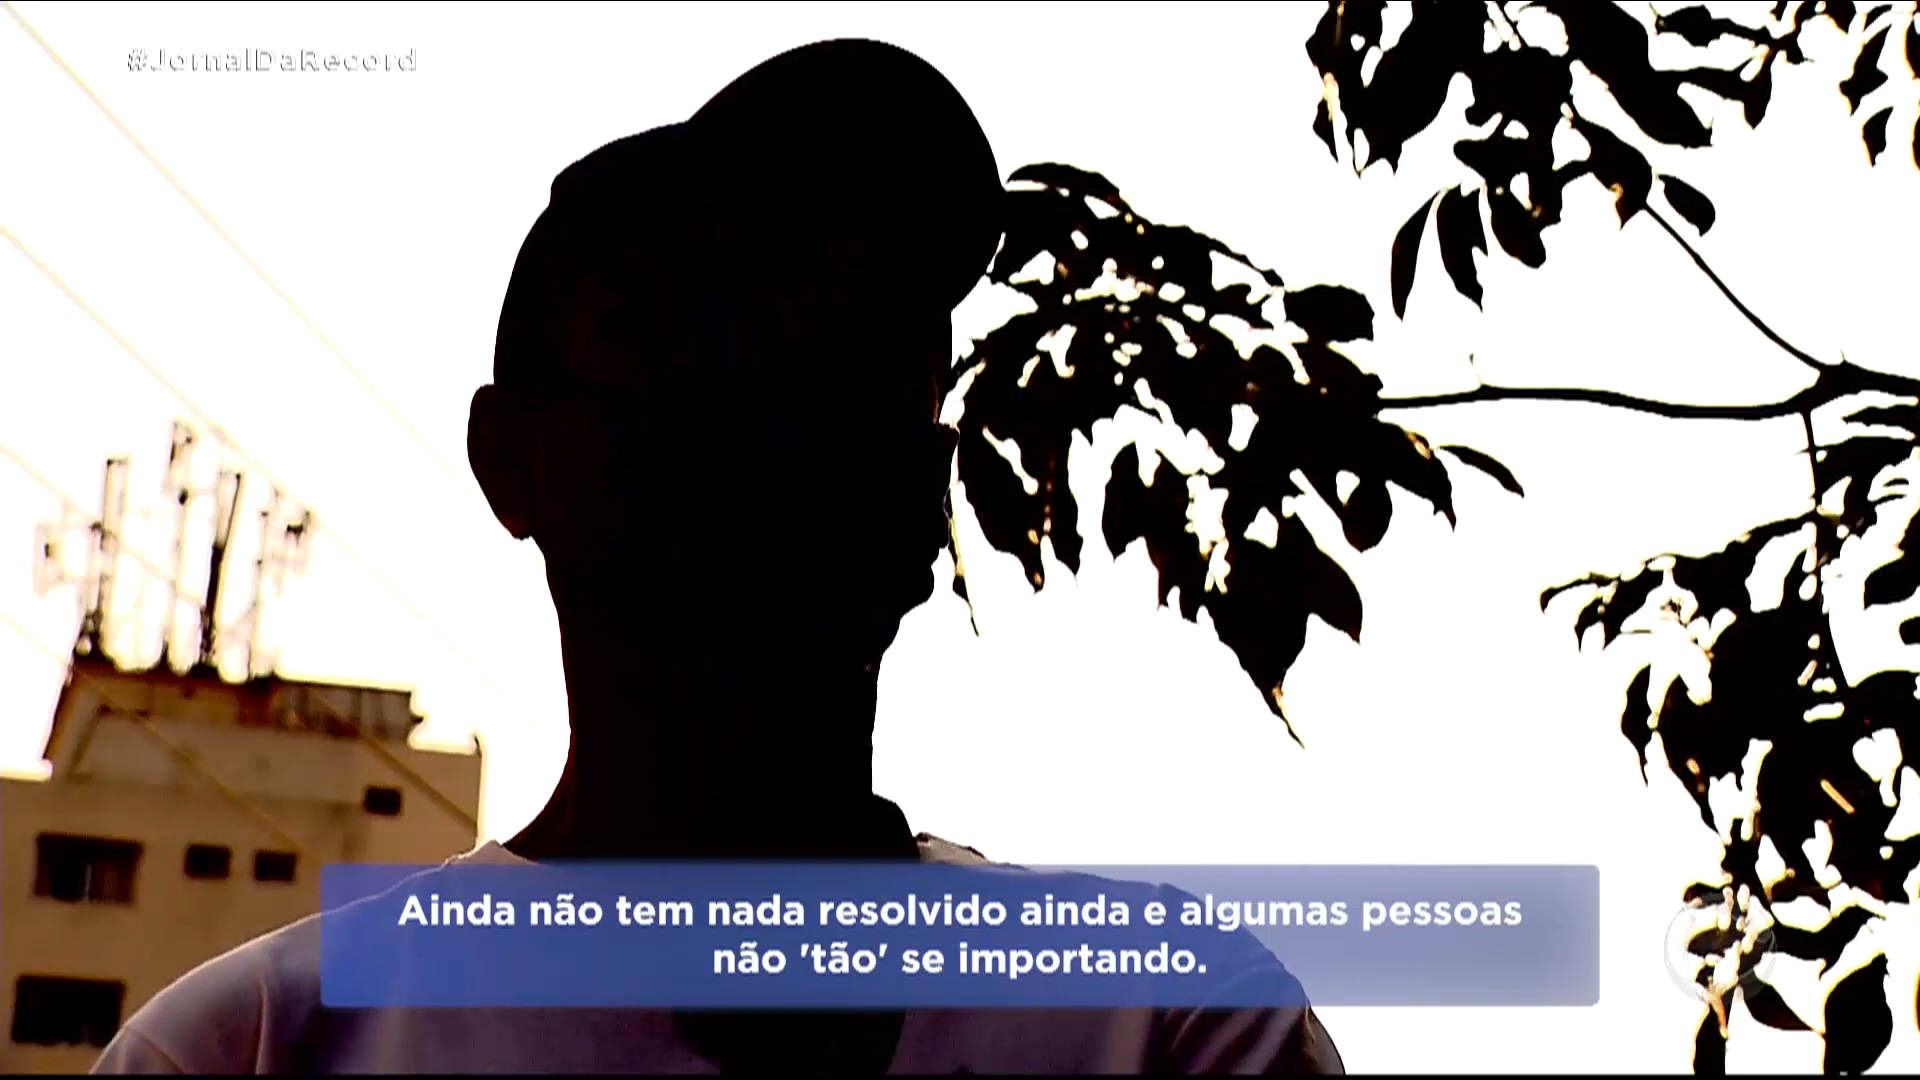 #JornalDaRecord
Ainda não tem nada resolvido ainda e algumas pessoas
não 'tão' se importando.